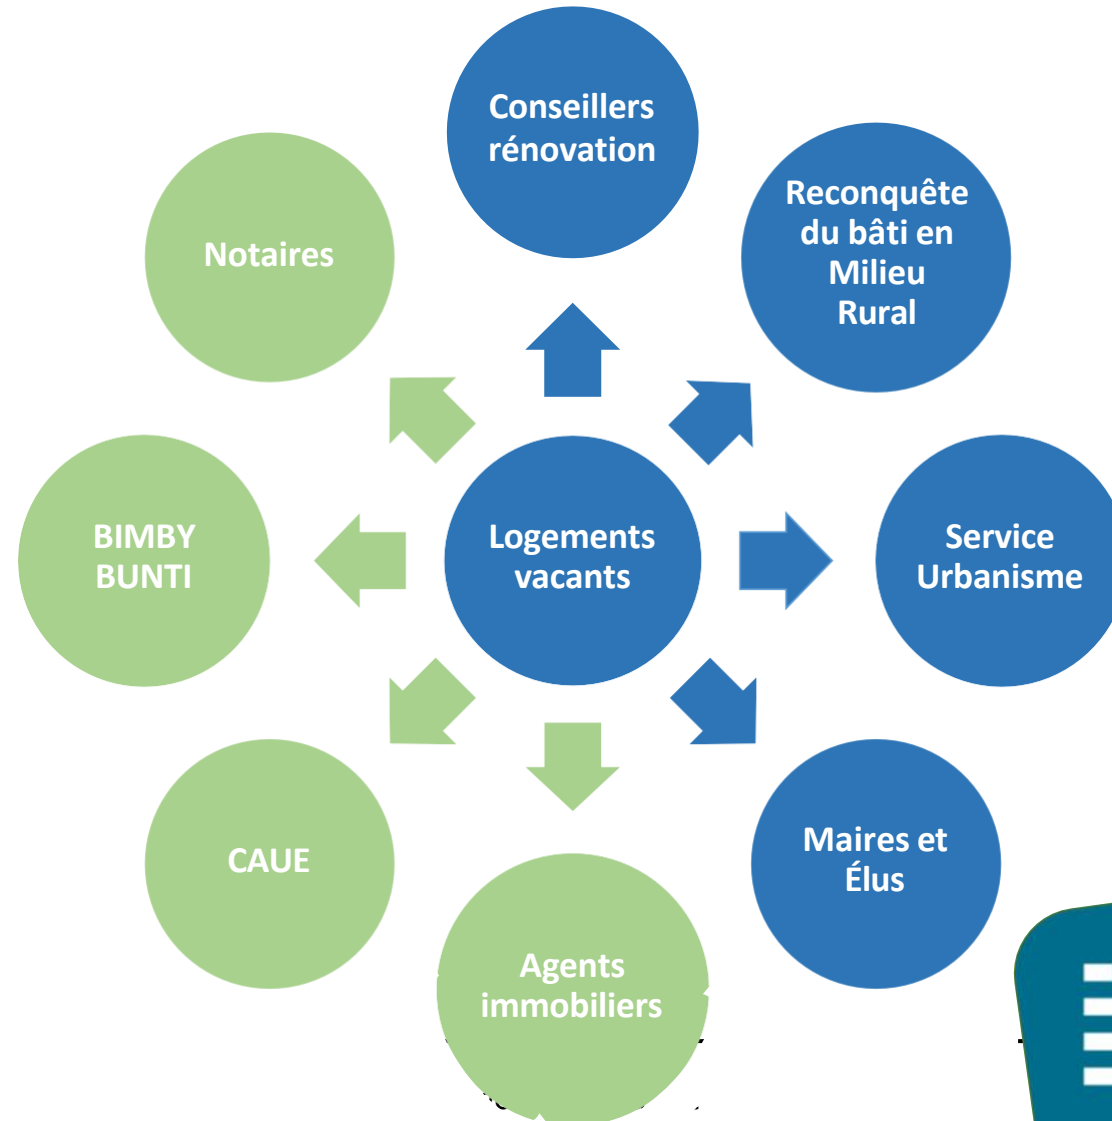 Conseillers
rénovation
Reconquête
du bâti en
Milieu
Rural
Notaires
BIMBY
BUNTI
Logements
vacants
Service
Urbanisme
CAUE
Maires et
Élus
Agents
immobiliers